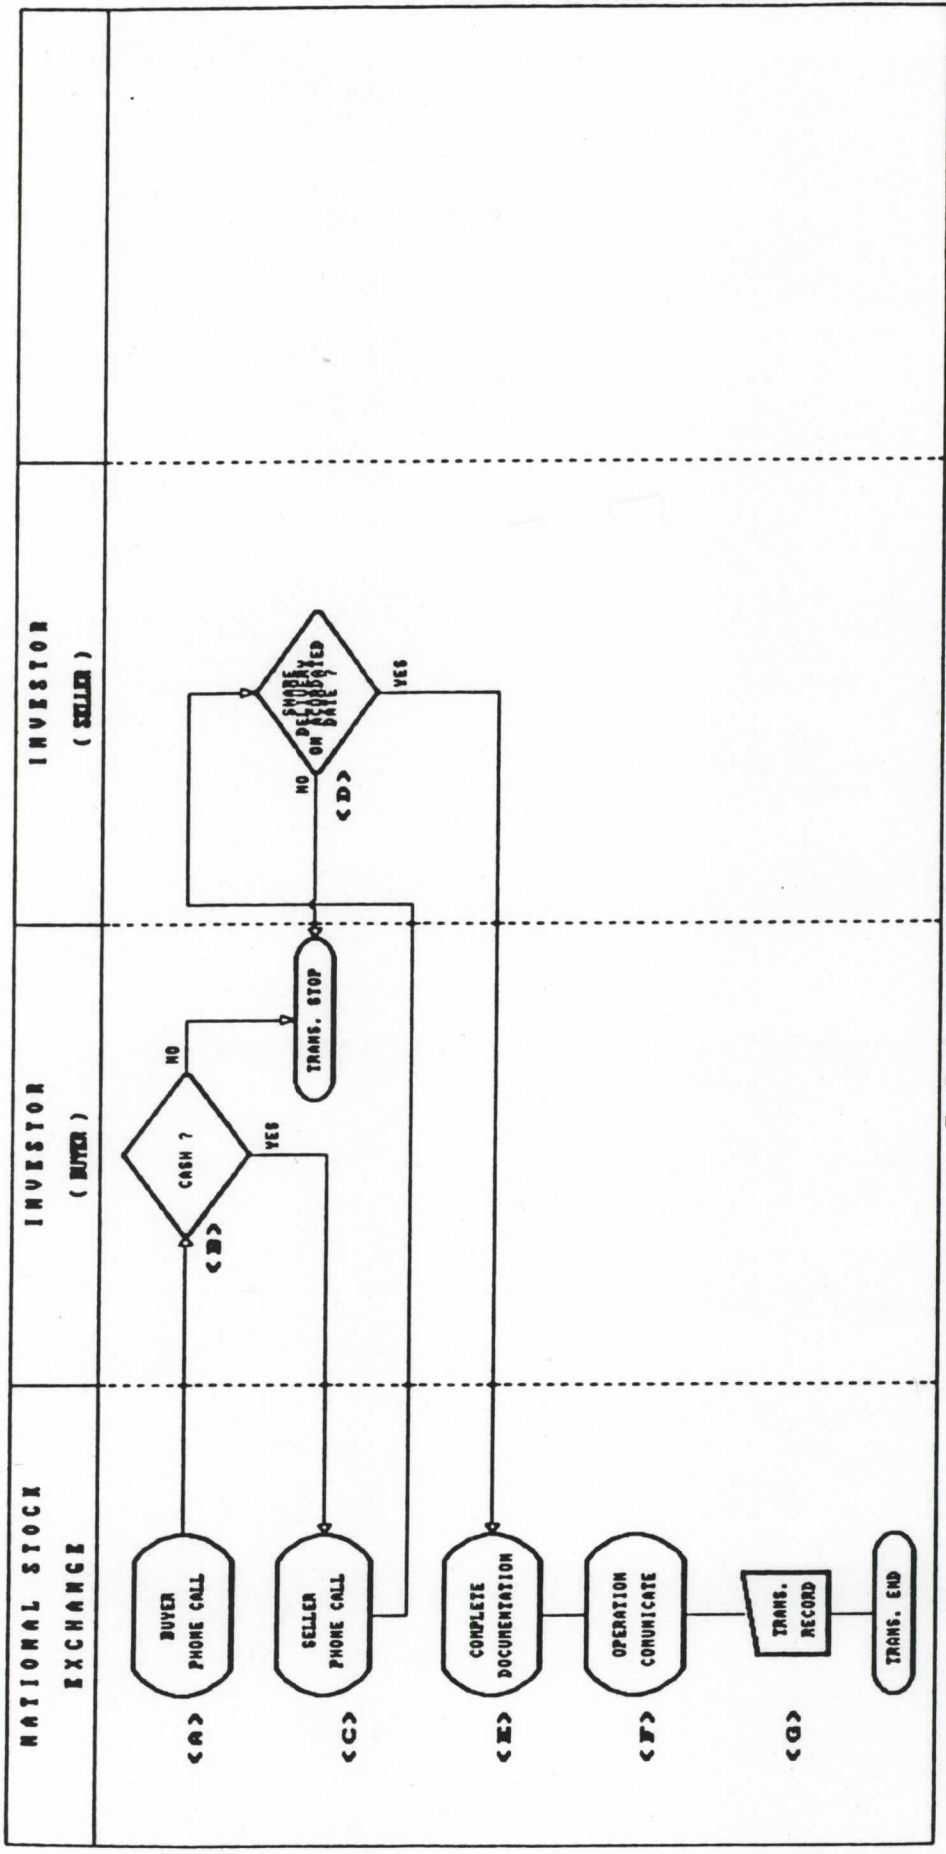 NATIONAL STOCK
EXCHANGE
INVESTOR
( BUYER )
INVESTOR
( SELLER )
<A>
BUYER
PHONE CALL
<B>
CASH ?
NO
YES
TRANS. STOP
<C>
SELLER
PHONE CALL
<D>
SHARE
DELIVERY
ON ACORDATED
DATE ?
NO
YES
<E>
COMPLETE
DOCUMENTATION
<F>
OPERATION
COMUNICATE
<G>
TRANS.
RECORD
TRANS. END